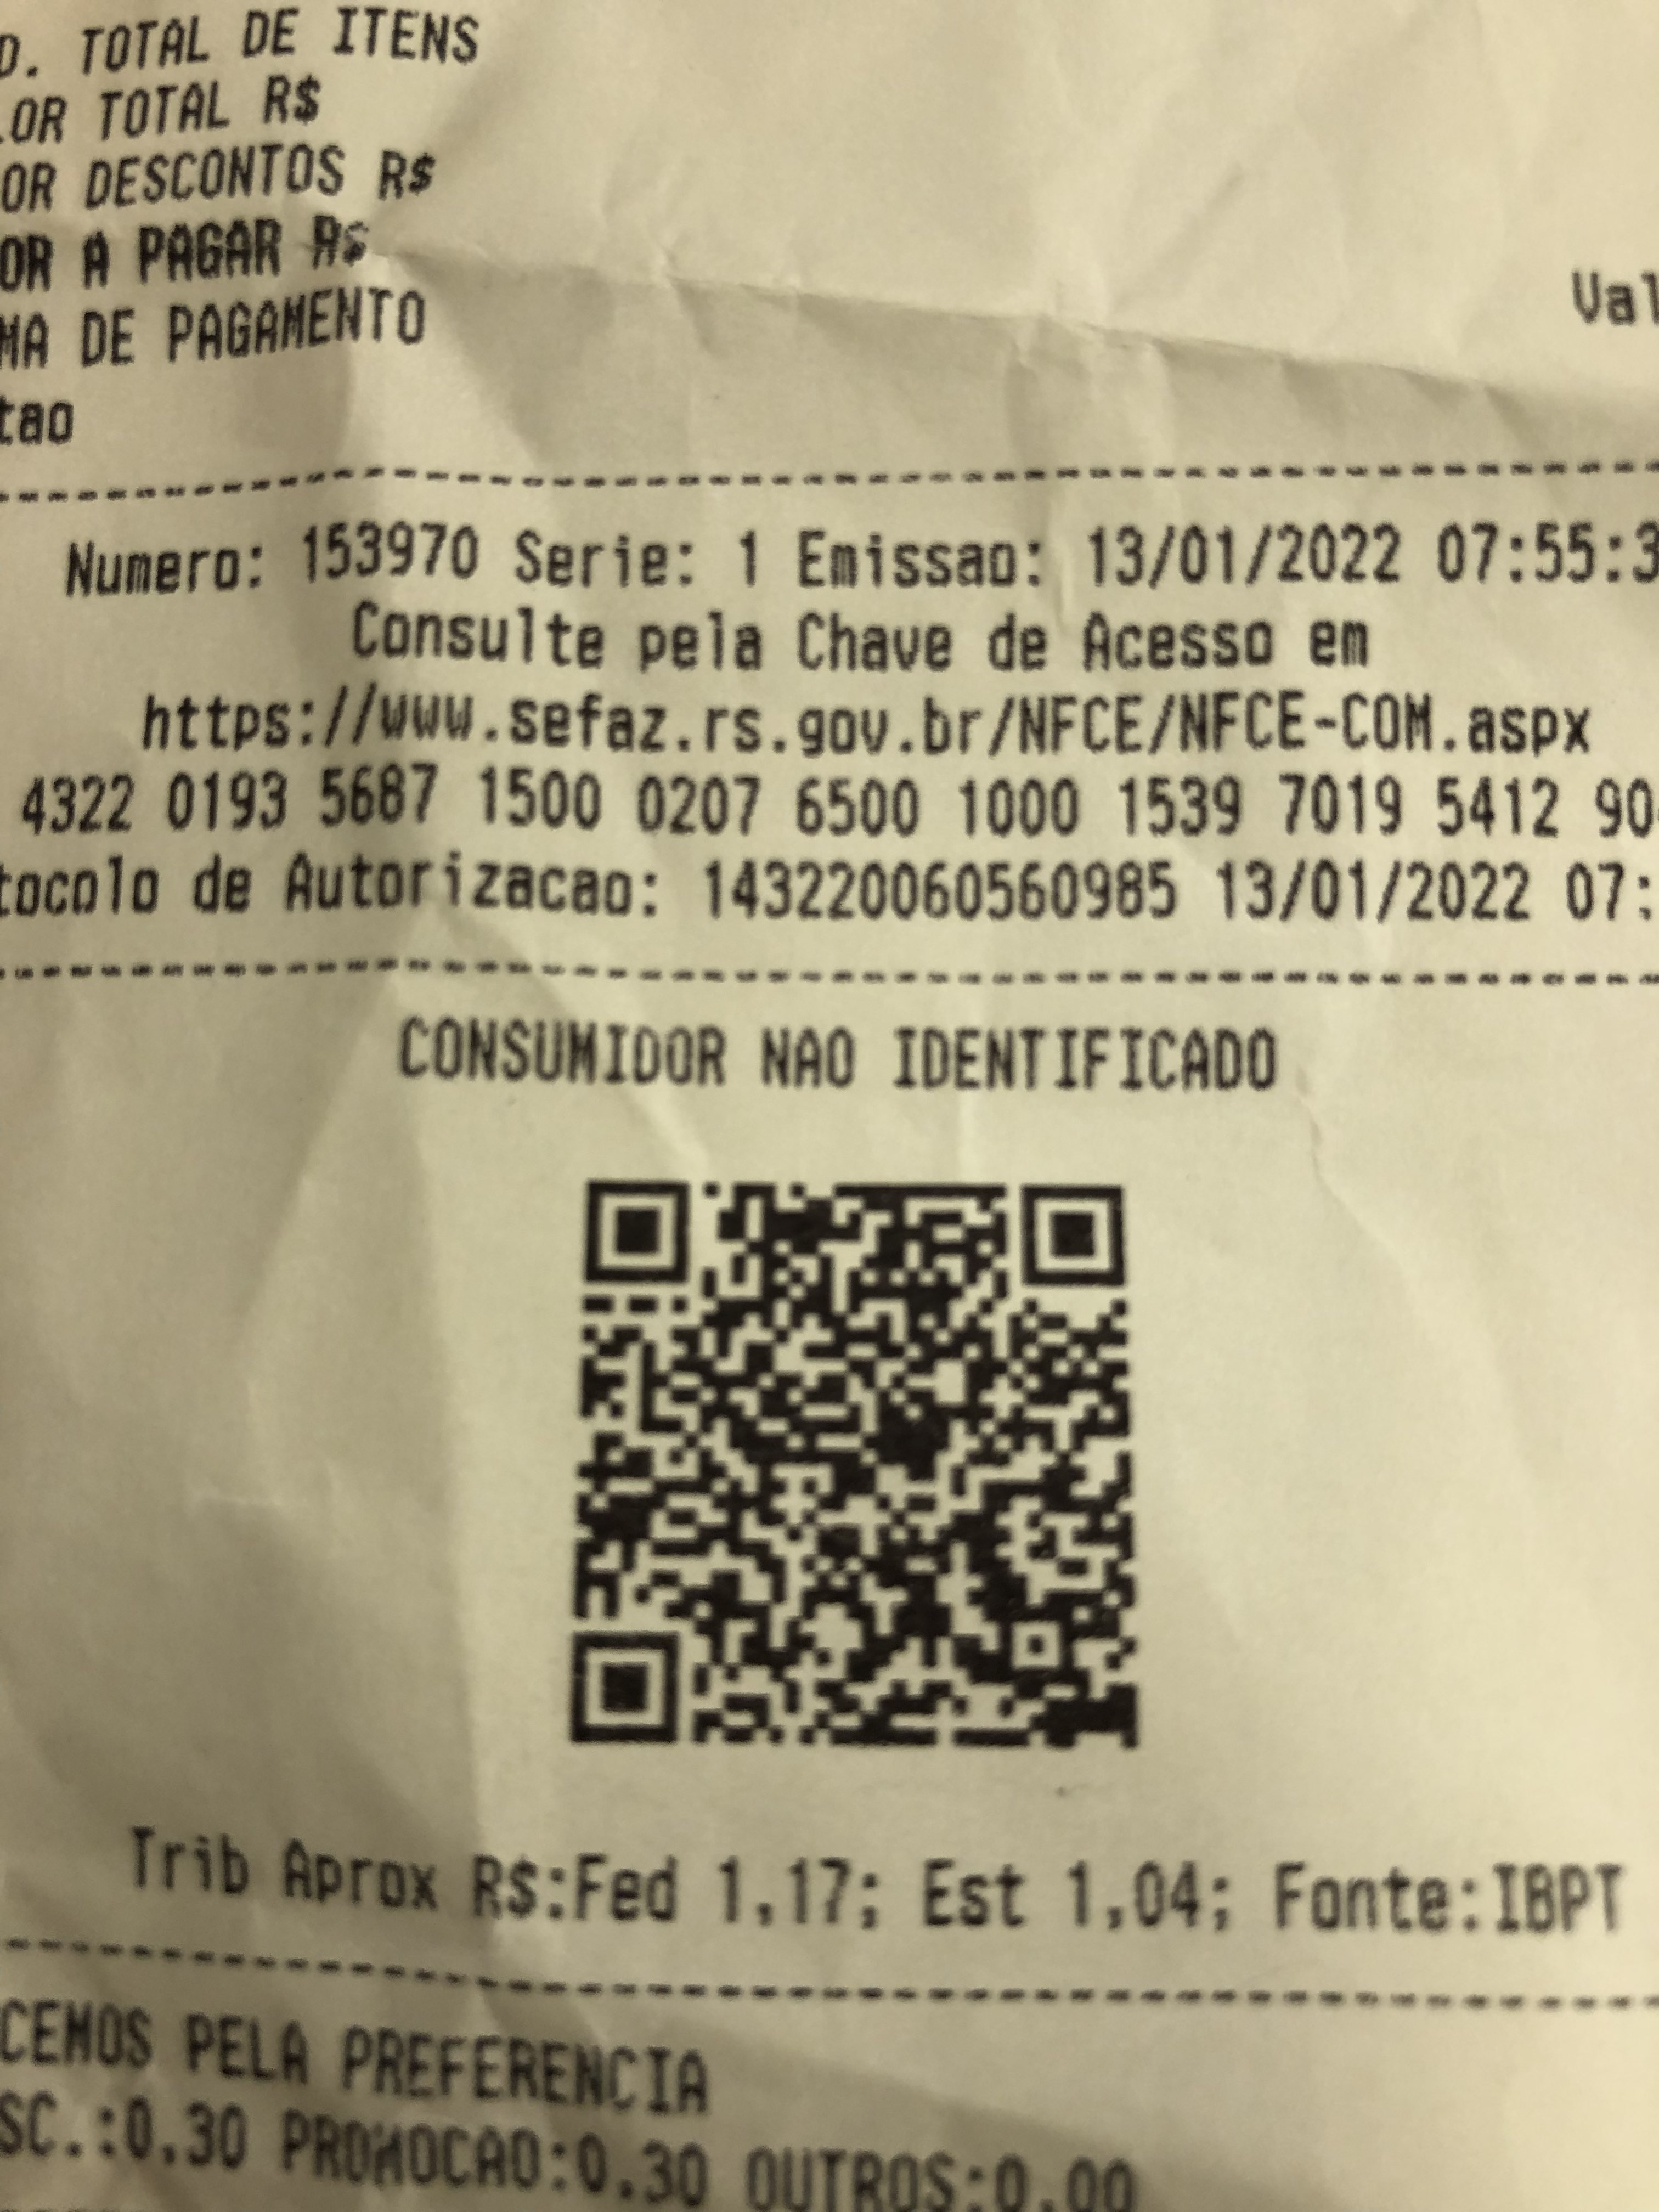 D. TOTAL DE ITENS
LOR TOTAL R$
OR DESCONTOS R$
OR A PAGAR R$
MA DE PAGAMENTO
Val
tao
Numero: 153970 Serie: 1 Emissao: 13/01/2022 07:55:3
Consulte pela Chave de Acesso em
https://www.sefaz.rs.gov.br/NFCE/NFCE-COM.aspx
4322 0193 5687 1500 0207 6500 1000 1539 7019 5412 90
tocolo de Autorizacao: 143220060560985 13/01/2022 07:
CONSUMIDOR NAO IDENTIFICADO
Trib Aprox R$:Fed 1,17; Est 1,04; Fonte:IBPT
CEMOS PELA PREFERENCIA
SC.:0.30 PROMOCAO:0.30 OUTROS:0.00